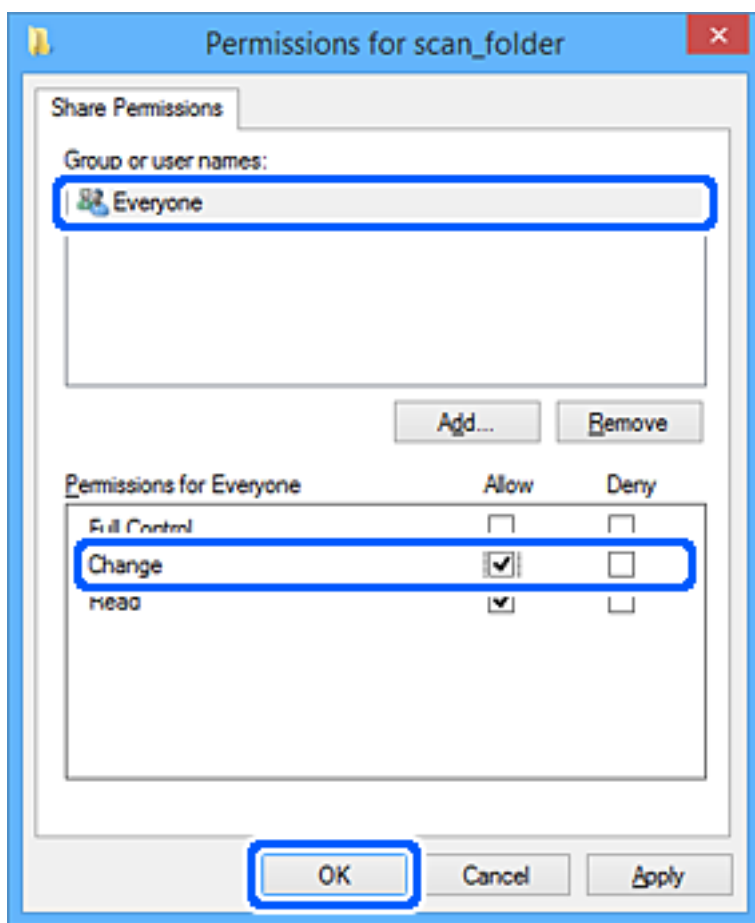 Permissions for scan_folder
Share Permissions
Group or user names:
Everyone
Add... Remove
Permissions for Everyone Allow Deny
Full Control
Change
Read
OK Cancel Apply